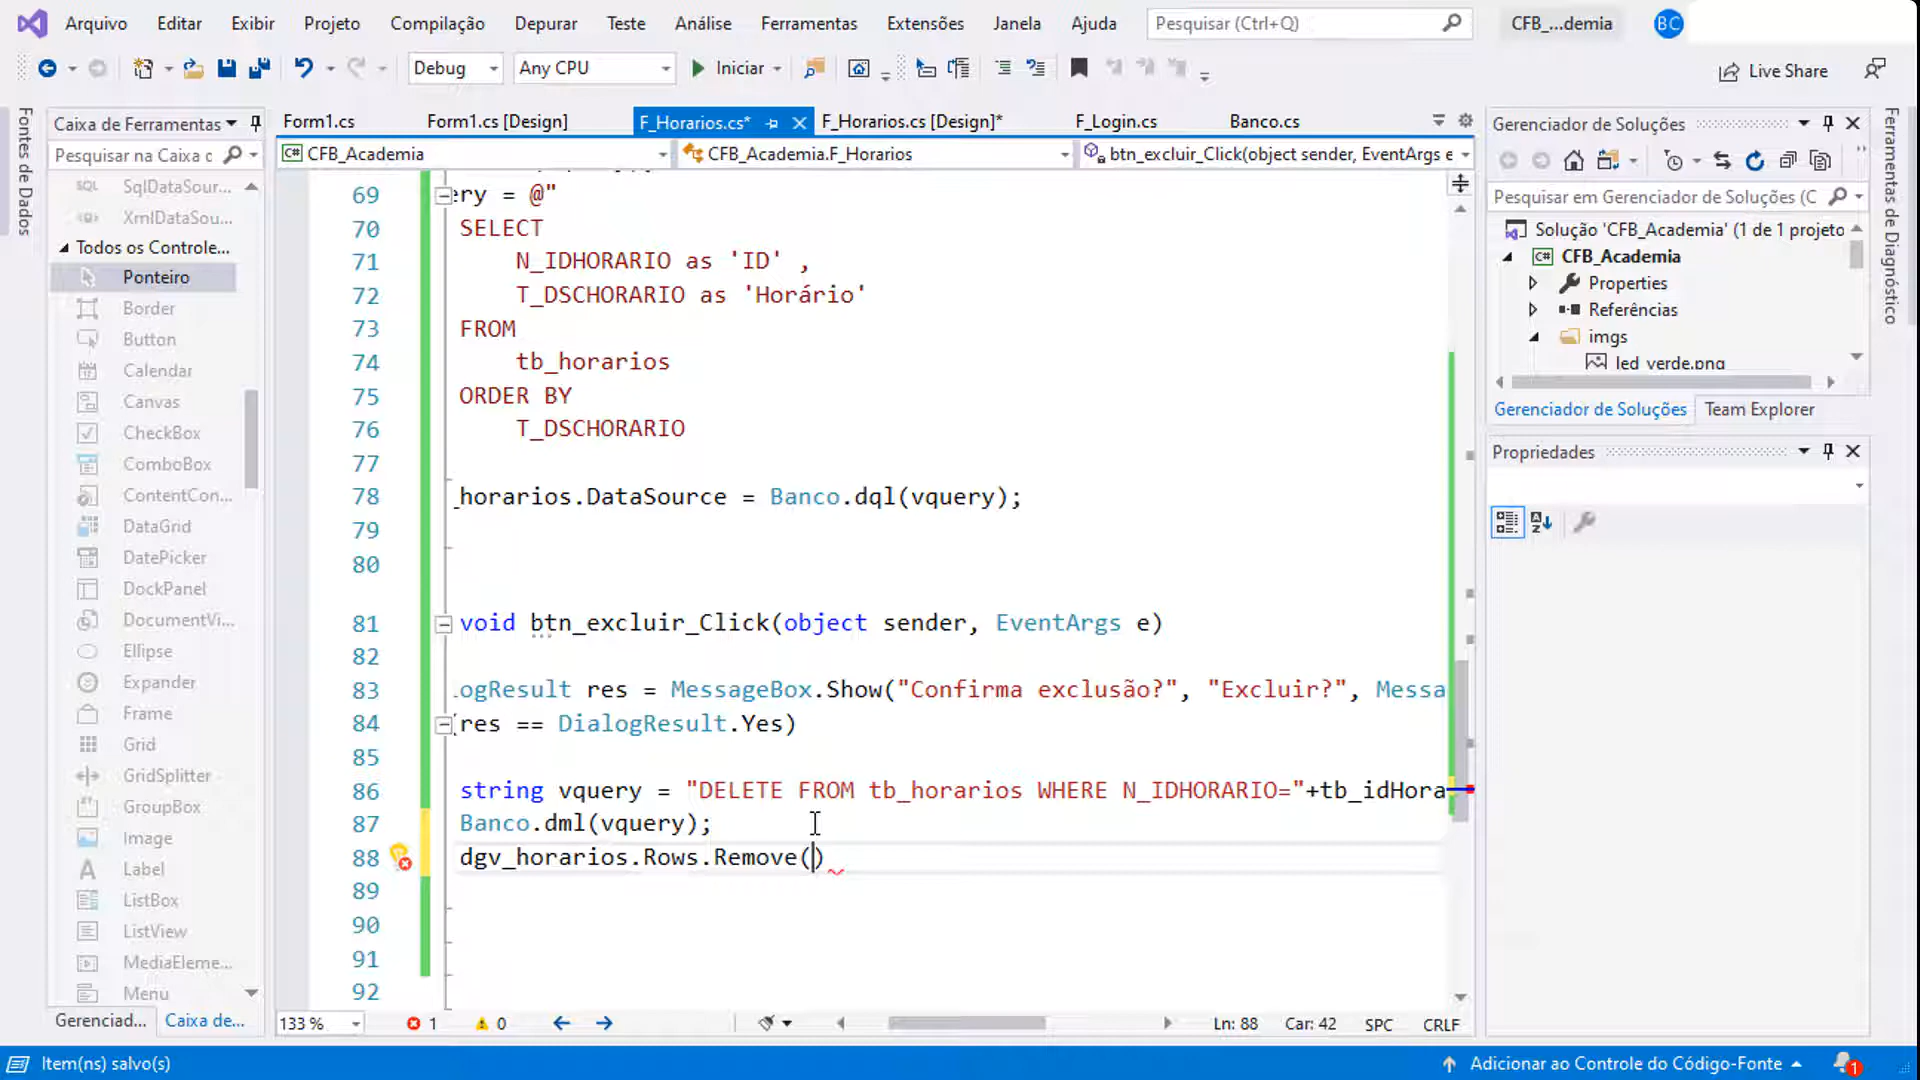 Arquivo Editar Exibir Projeto Compilação Depurar Teste Análise Ferramentas Extensões Janela Ajuda Pesquisar (Ctrl+Q) CFB_...demia BC
Debug Any CPU Iniciar Live Share
Fontes de Dados
Caixa de Ferramentas
Pesquisar na Caixa c
SQL SqlDataSour...
XmlDataSou...
Todos os Controle...
Ponteiro
Border
Button
Calendar
Canvas
CheckBox
ComboBox
ContentCon...
DataGrid
DatePicker
DockPanel
DocumentVi...
Ellipse
Expander
Frame
Grid
GridSplitter
GroupBox
Image
Label
ListBox
ListView
MediaEleme...
Menu
Gerenciad... Caixa de...
Form1.cs Form1.cs [Design] F_Horarios.cs* F_Horarios.cs [Design]* F_Login.cs Banco.cs
C# CFB_Academia CFB_Academia.F_Horarios btn_excluir_Click(object sender, EventArgs e
69 ery = @"
70 SELECT
71 N_IDHORARIO as 'ID' ,
72 T_DSCHORARIO as 'Horário'
73 FROM
74 tb_horarios
75 ORDER BY
76 T_DSCHORARIO
77
78 _horarios.DataSource = Banco.dql(vquery);
79
80
81 void btn_excluir_Click(object sender, EventArgs e)
82
83 logResult res = MessageBox.Show("Confirma exclusão?", "Excluir?", Messa
84 (res == DialogResult.Yes)
85
86 string vquery = "DELETE FROM tb_horarios WHERE N_IDHORARIO="+tb_idHora
87 Banco.dml(vquery);
88 dgv_horarios.Rows.Remove()
89
90
91
92
133 % 1 0 Ln: 88 Car: 42 SPC CRLF
Gerenciador de Soluções
Pesquisar em Gerenciador de Soluções (C
Solução 'CFB_Academia' (1 de 1 projeto
C# CFB_Academia
Properties
Referências
imgs
led_verde.png
Gerenciador de Soluções Team Explorer
Propriedades
Ferramentas de Diagnóstico
Item(ns) salvo(s) Adicionar ao Controle do Código-Fonte 1